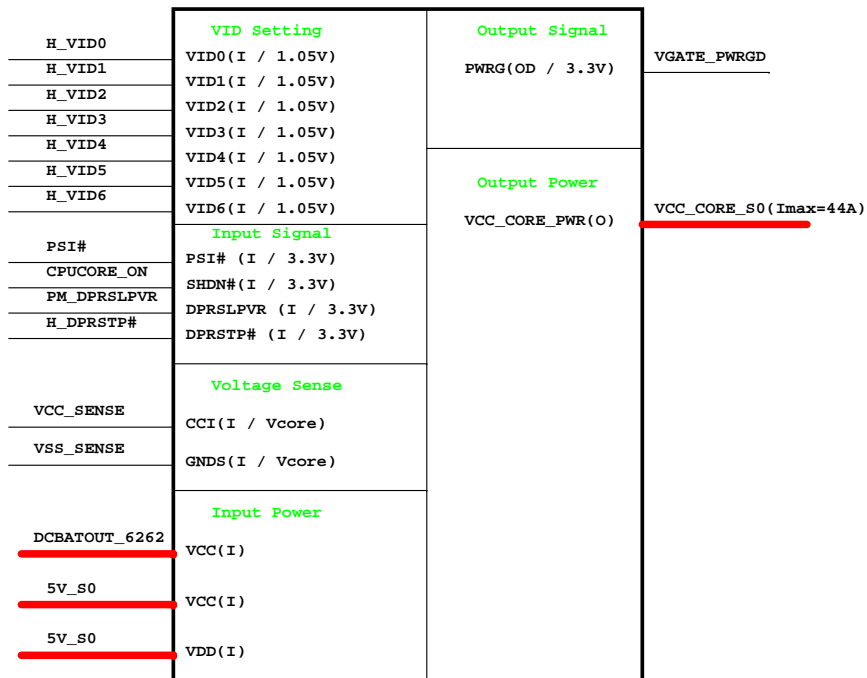 H_VID0
H_VID1
H_VID2
H_VID3
H_VID4
H_VID5
H_VID6
PSI#
CPUCORE_ON
PM_DPRSLPVR
H_DPRSTP#
VCC_SENSE
VSS_SENSE
DCBATOUT_6262
5V_S0
5V_S0
VID Setting
VID0(I / 1.05V)
VID1(I / 1.05V)
VID2(I / 1.05V)
VID3(I / 1.05V)
VID4(I / 1.05V)
VID5(I / 1.05V)
VID6(I / 1.05V)
Input Signal
PSI# (I / 3.3V)
SHDN#(I / 3.3V)
DPRSLPVR (I / 3.3V)
DPRSTP# (I / 3.3V)
Voltage Sense
CCI(I / Vcore)
GNDS(I / Vcore)
Input Power
VCC(I)
VCC(I)
VDD(I)
Output Signal
PWRG(OD / 3.3V)
Output Power
VCC_CORE_PWR(O)
VGATE_PWRGD
VCC_CORE_S0(Imax=44A)